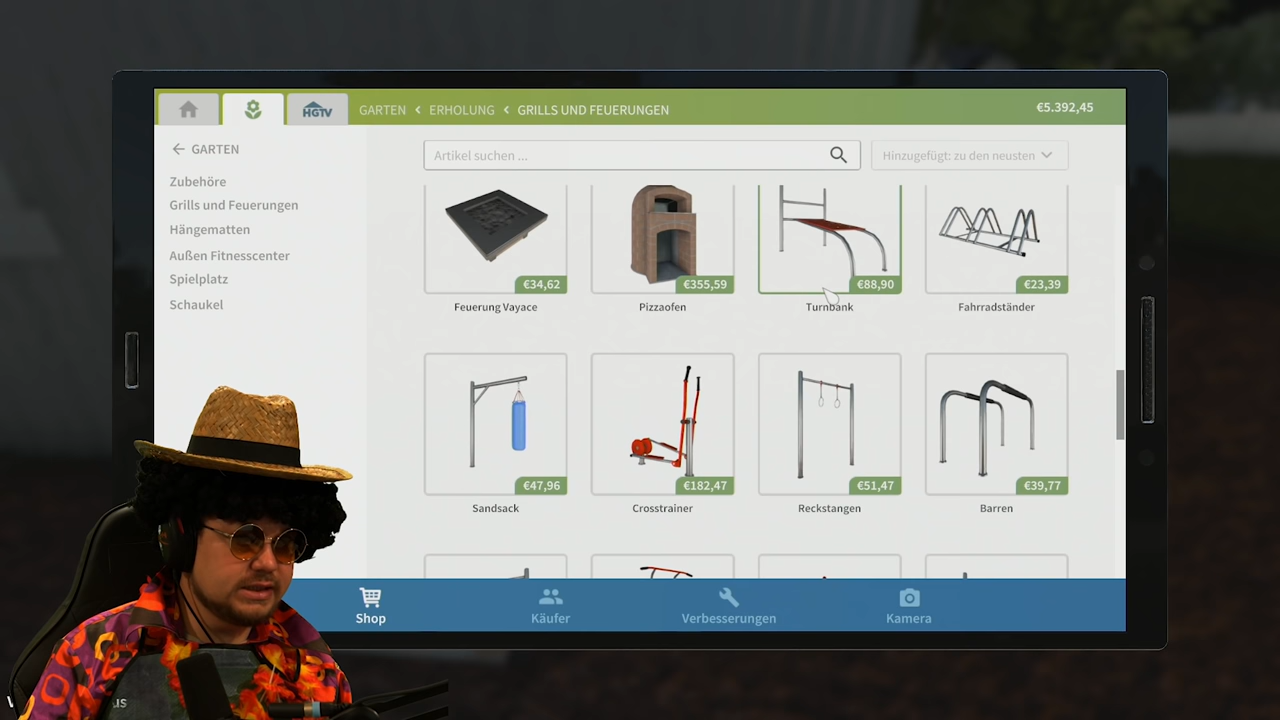 HGTV
GARTEN < ERHOLUNG < GRILLS UND FEUERUNGEN
€5.392,45
← GARTEN
Artikel suchen ...
Hinzugefügt: zu den neusten
Zubehöre
Grills und Feuerungen
Hängematten
Außen Fitnesscenter
Spielplatz
Schaukel
€34,62
€355,59
€88,90
€23,39
Feuerung Vayace
Pizzaofen
Turnbank
Fahrradständer
€47,96
€182,47
€51,47
€39,77
Sandsack
Crosstrainer
Reckstangen
Barren
Shop
Käufer
Verbesserungen
Kamera